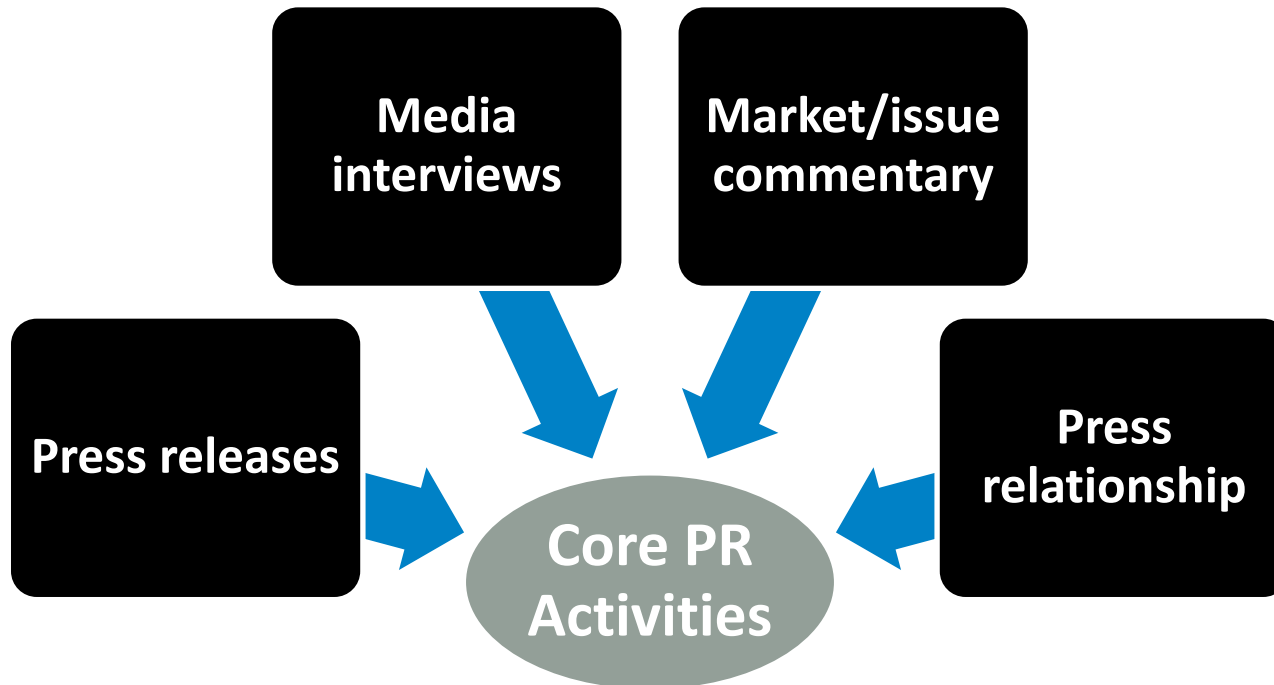 Media
interviews
Market/issue
commentary
Press releases
Press
relationship
Core PR
Activities